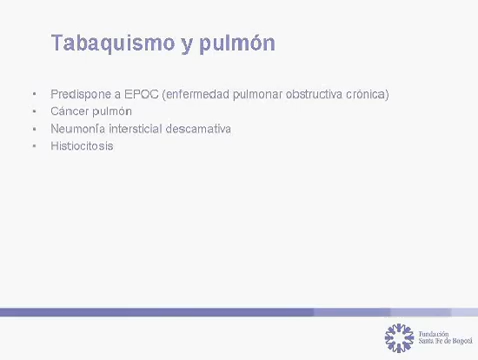 Tabaquismo y pulmón
• Predispone a EPOC (enfermedad pulmonar obstructiva crónica)
• Cáncer pulmón
• Neumonía intersticial descamativa
• Histiocitosis
Fundación
Santa Fe de Bogotá